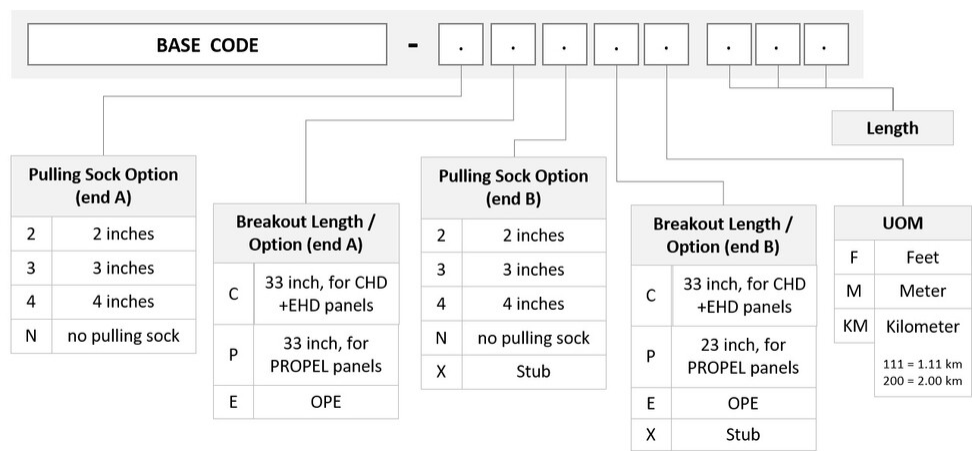 BASE CODE - . . . . . . . .
Length
Pulling Sock Option
(end A)
2 2 inches
3 3 inches
4 4 inches
N no pulling sock
Breakout Length /
Option (end A)
C 33 inch, for CHD
+EHD panels
P 33 inch, for
PROPEL panels
E OPE
Pulling Sock Option
(end B)
2 2 inches
3 3 inches
4 4 inches
N no pulling sock
X Stub
Breakout Length /
Option (end B)
C 33 inch, for CHD
+EHD panels
P 23 inch, for
PROPEL panels
E OPE
X Stub
UOM
F Feet
M Meter
KM Kilometer
111 = 1.11 km
200 = 2.00 km